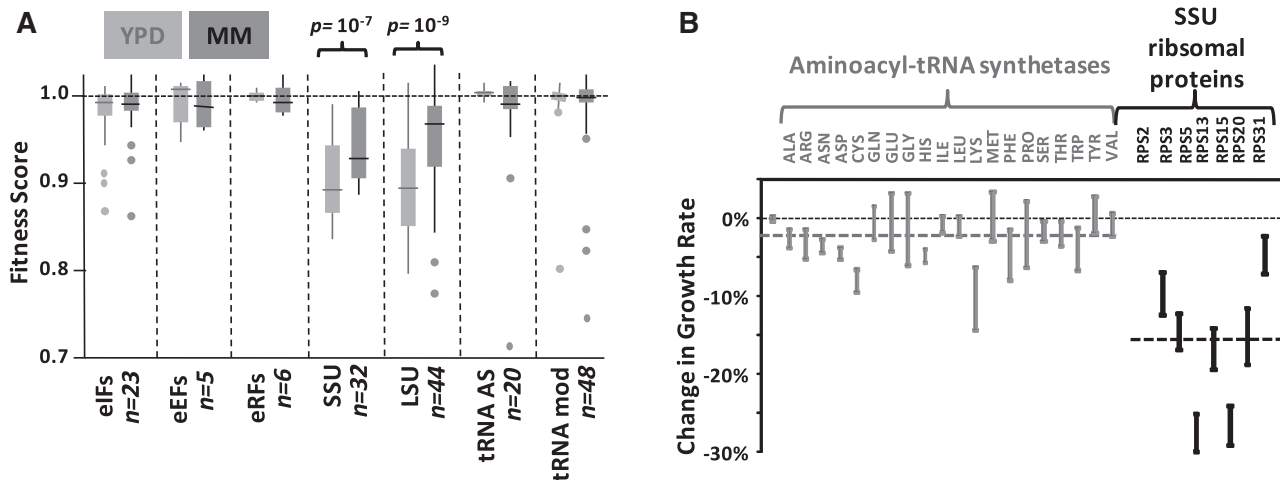 A
YPD
MM
p= 10-7
p= 10-9
Fitness Score
1.0
0.9
0.8
0.7
eIFs
n=23
eEFs
n=5
eRFs
n=6
SSU
n=32
LSU
n=44
tRNA AS
n=20
tRNA mod
n=48
B
Aminoacyl-tRNA synthetases
SSU
ribsomal
proteins
ALA
ARG
ASN
ASP
CYS
GLN
GLU
GLY
HIS
ILE
LEU
LYS
MET
PHE
PRO
SER
THR
TRP
TYR
VAL
RPS2
RPS3
RPS5
RPS13
RPS15
RPS20
RPS31
Change in Growth Rate
0%
-10%
-20%
-30%